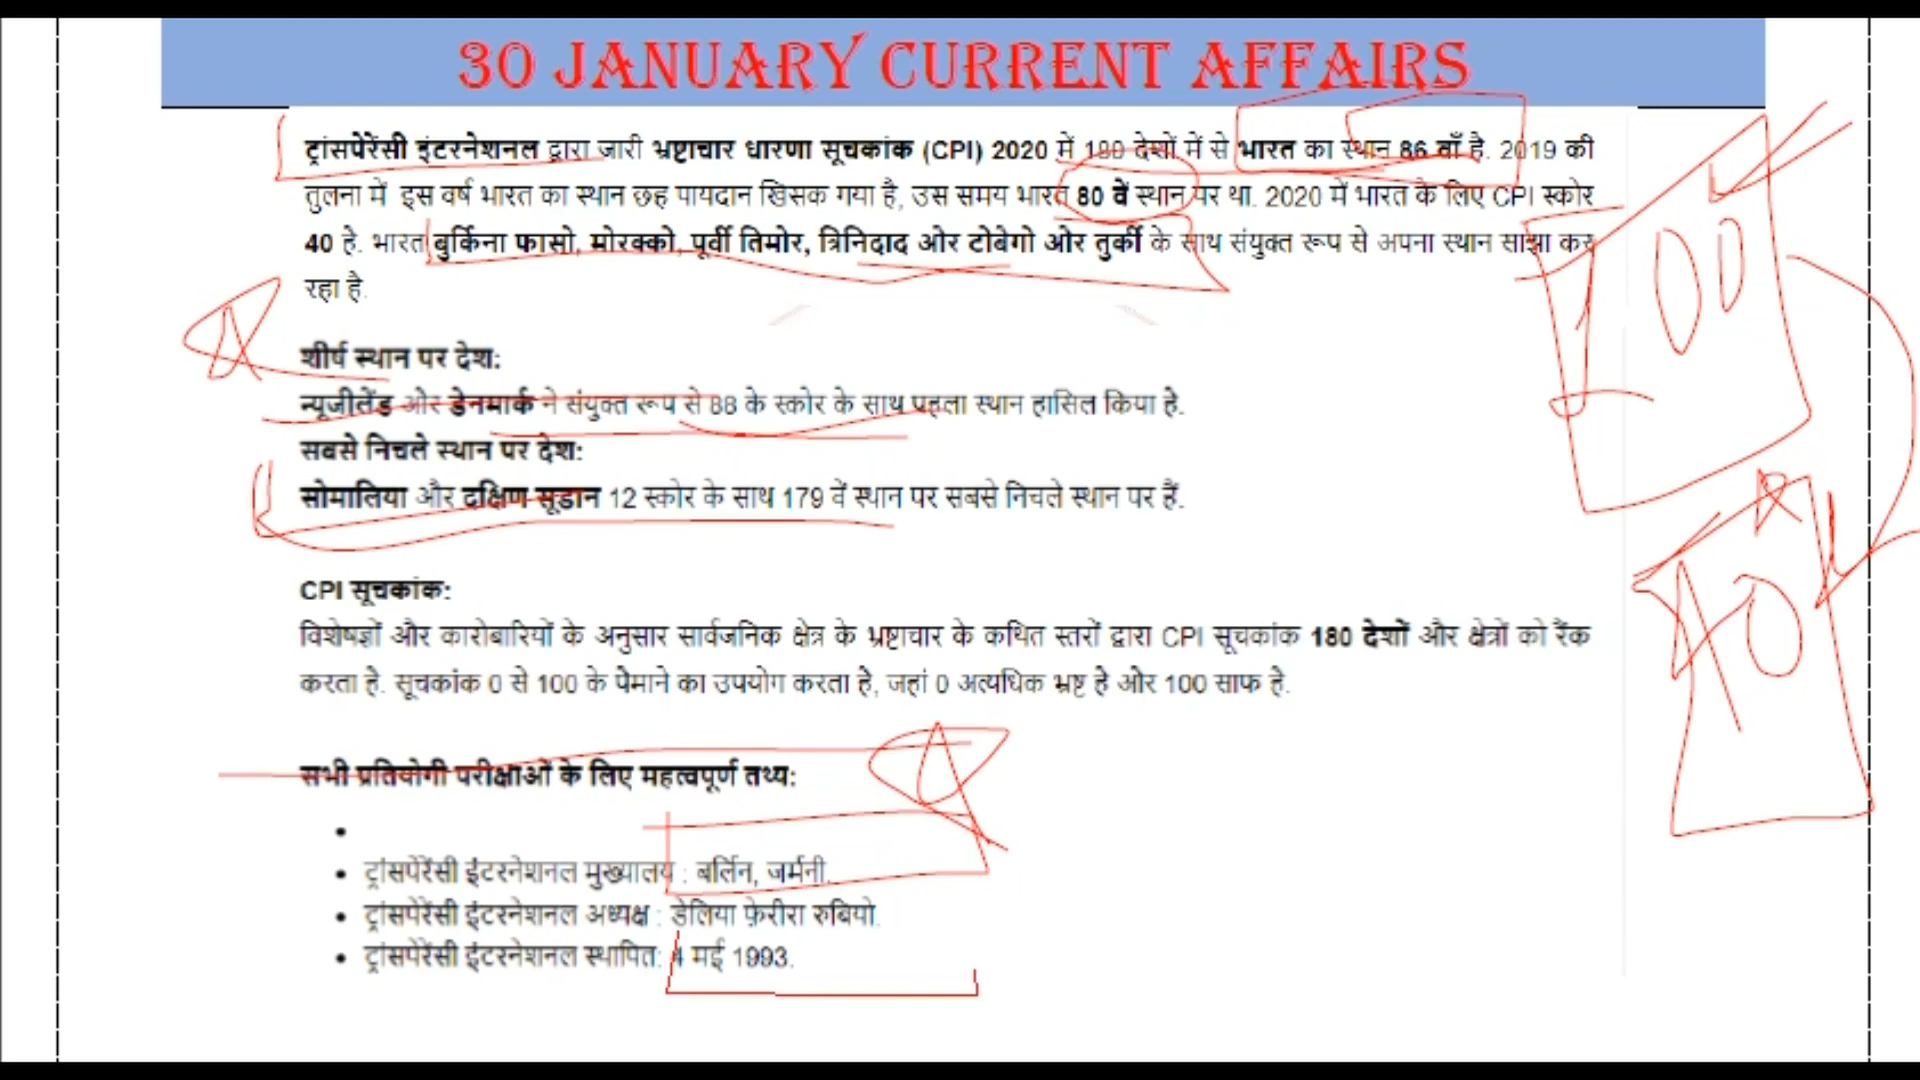 30 JANUARY CURRENT AFFAIRS
ट्रांसपेरेंसी इंटरनेशनल द्वारा जारी भ्रष्टाचार धारणा सूचकांक (CPI) 2020 में 180 देशों में से भारत का स्थान 86 वाँ है. 2019 की
तुलना में इस वर्ष भारत का स्थान छह पायदान खिसक गया है, उस समय भारत 80 वें स्थान पर था. 2020 में भारत के लिए CPI स्कोर
40 है. भारत बुर्किना फासो, मोरक्को, पूर्वी तिमोर, त्रिनिदाद और टोबैगो और तुर्की के साथ संयुक्त रूप से अपना स्थान साझा कर
रहा है.
100
शीर्ष स्थान पर देश:
न्यूजीलैंड और डेनमार्क ने संयुक्त रूप से 88 के स्कोर के साथ पहला स्थान हासिल किया है.
सबसे निचले स्थान पर देश:
सोमालिया और दक्षिण सूडान 12 स्कोर के साथ 179 वें स्थान पर सबसे निचले स्थान पर हैं.
40
CPI सूचकांक:
विशेषज्ञों और कारोबारियों के अनुसार सार्वजनिक क्षेत्र के भ्रष्टाचार के कथित स्तरों द्वारा CPI सूचकांक 180 देशों और क्षेत्रों को रैंक
करता है. सूचकांक 0 से 100 के पैमाने का उपयोग करता है, जहां 0 अत्यधिक भ्रष्ट है और 100 साफ है.
सभी प्रतियोगी परीक्षाओं के लिए महत्वपूर्ण तथ्य:
ट्रांसपेरेंसी इंटरनेशनल मुख्यालय : बर्लिन, जर्मनी.
ट्रांसपेरेंसी इंटरनेशनल अध्यक्ष : डेलिया फ़ेरीरा रुबियो.
ट्रांसपेरेंसी इंटरनेशनल स्थापित: 4 मई 1993.